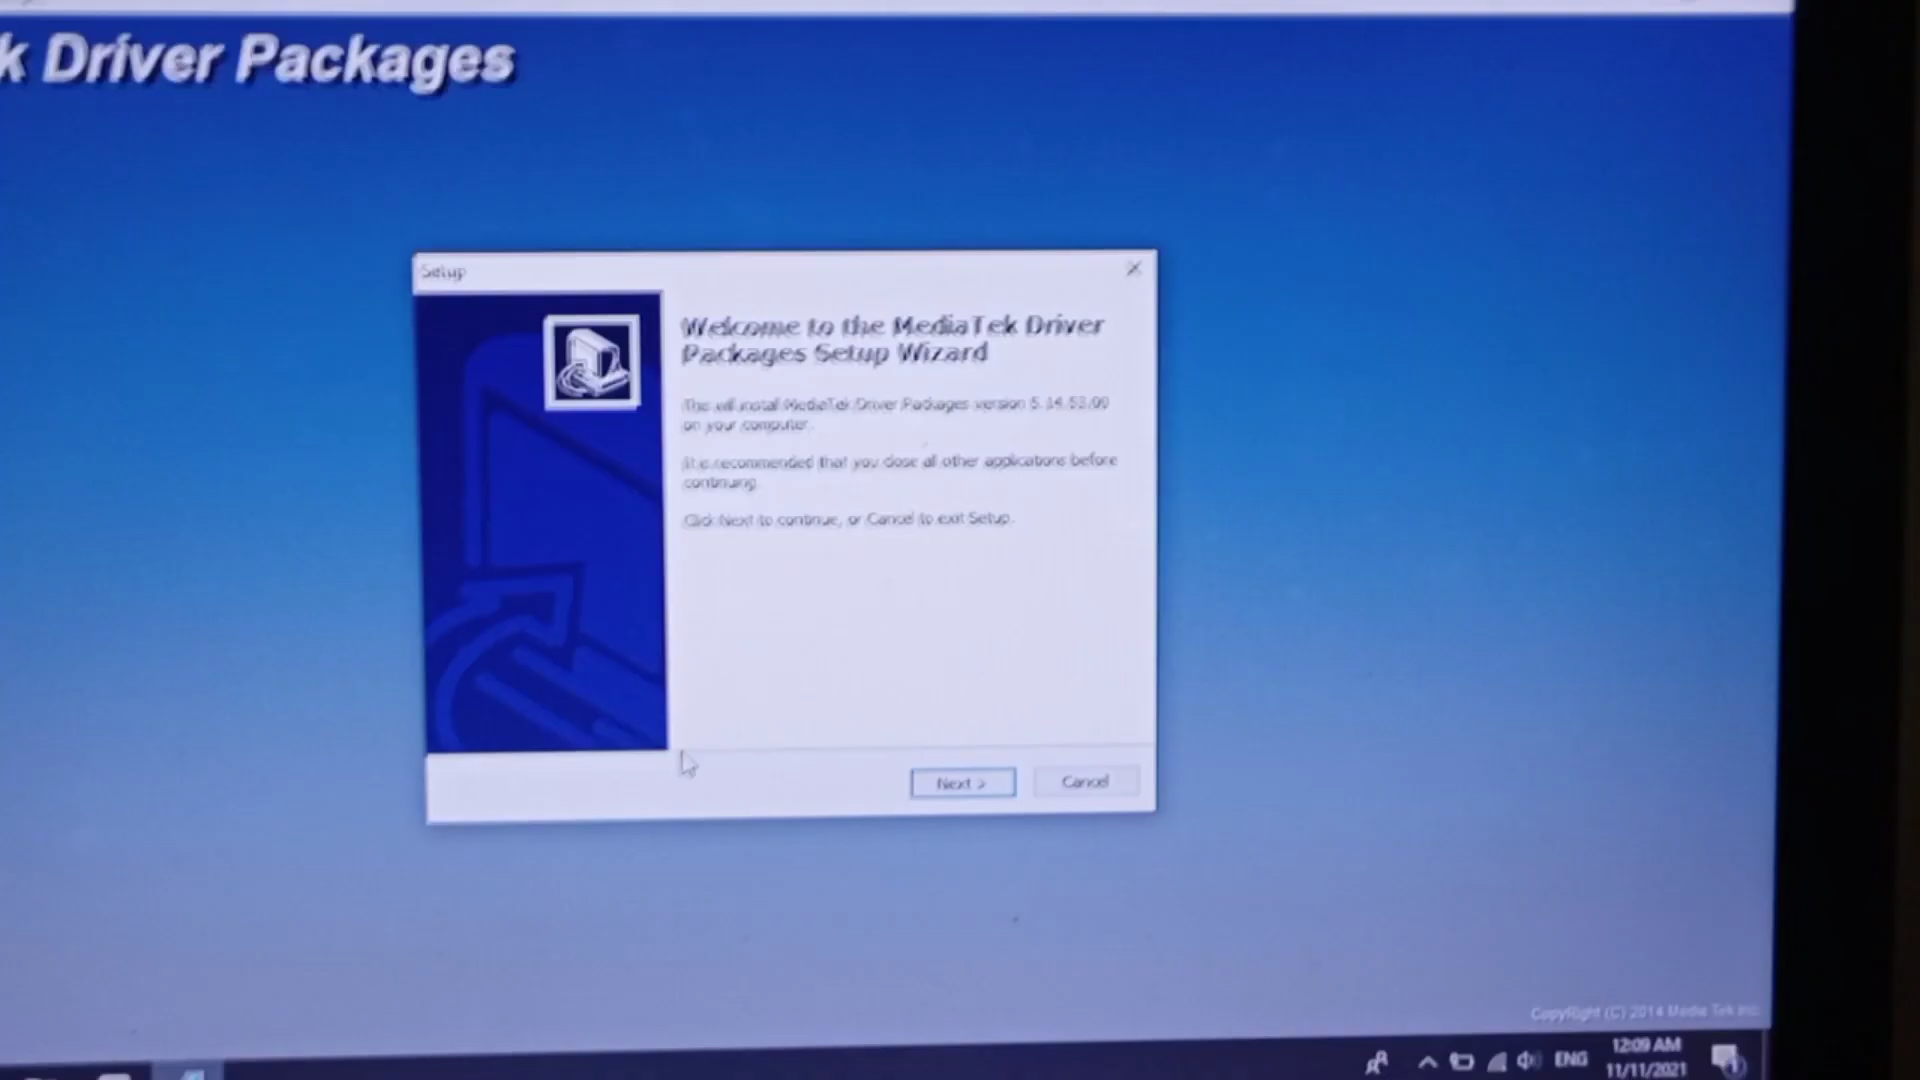 k Driver Packages
Setup
Welcome to the MediaTek Driver
Packages Setup Wizard
This will install MediaTek Driver Packages version 5.14.53.00
on your computer.
It is recommended that you close all other applications before
continuing.
Click Next to continue, or Cancel to exit Setup.
Next >
Cancel
CopyRight (C) 2014 Media Tek Inc
ENG
12:09 AM
11/11/2021